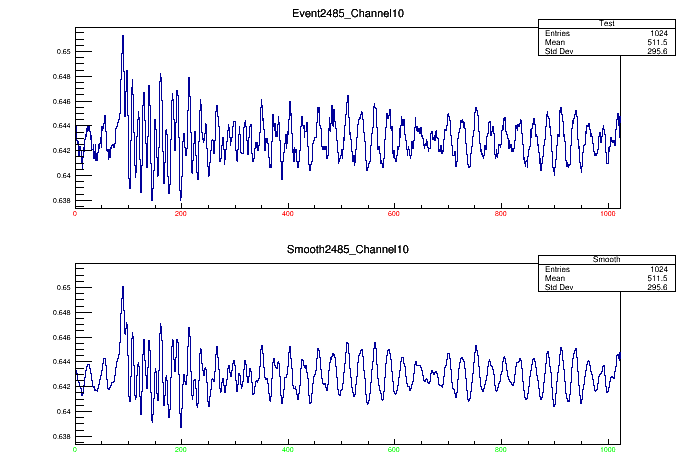 Event2485_Channel10
Test
Entries 1024
Mean 511.5
Std Dev 295.6
0.65
0.648
0.646
0.644
0.642
0.64
0.638
0 200 400 600 800 1000
Smooth2485_Channel10
Smooth
Entries 1024
Mean 511.5
Std Dev 295.6
0.65
0.648
0.646
0.644
0.642
0.64
0.638
0 200 400 600 800 1000